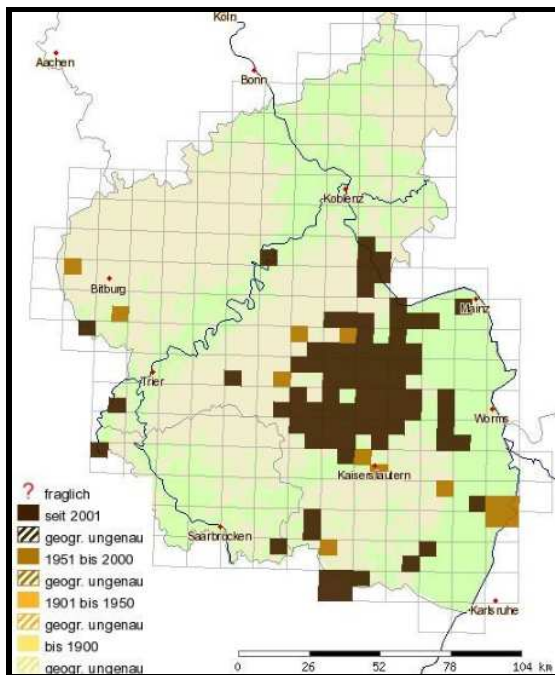 Köln
Aachen
Bonn
Koblenz
Bitburg
Mainz
Trier
Worms
Kaiserslautern
Saarbrücken
Karlsruhe
? fraglich
seit 2001
geogr. ungenau
1951 bis 2000
geogr. ungenau
1901 bis 1950
geogr. ungenau
bis 1900
geogr. ungenau
0 26 52 78 104 km